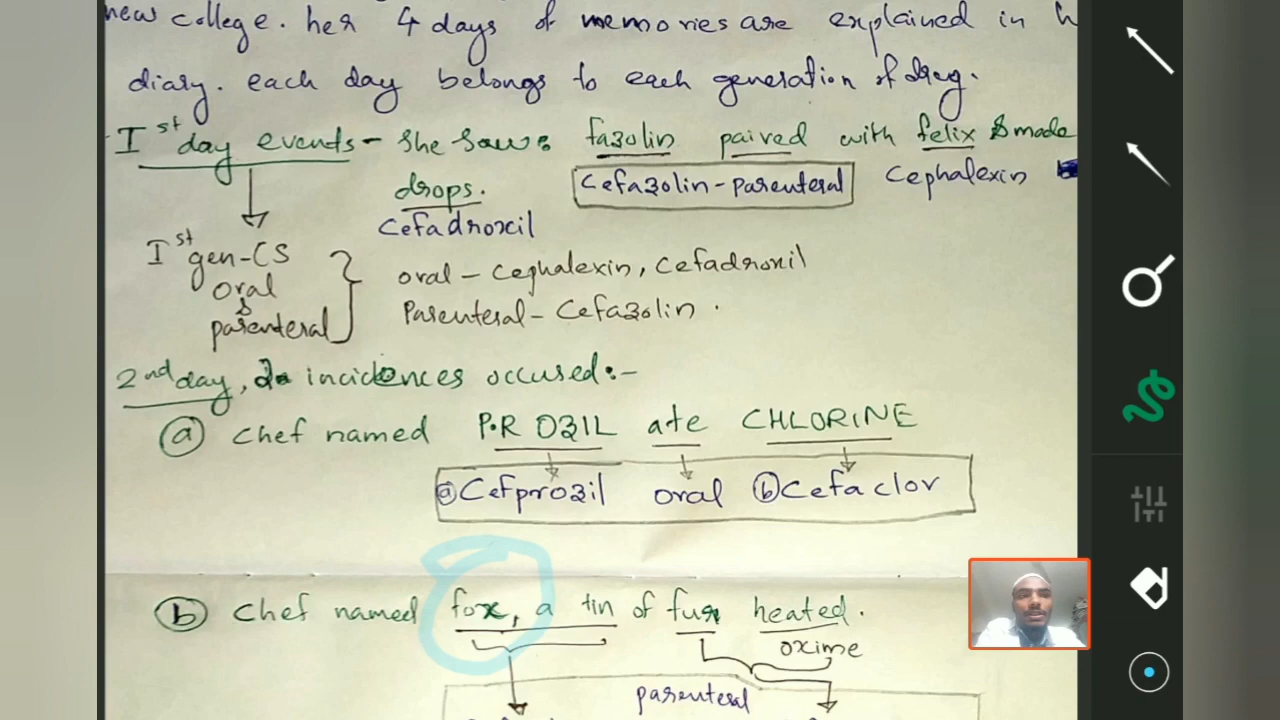 new college. her 4 days of memories are explained in h
diary. each day belongs to each generation of drug.
Ist day events - She saw: fazolin paired with felix & made
drops. Cefazolin-parenteral Cephalexin
Cefadroxil
Ist gen-CS
oral
&
parenteral
oral - Cephalexin, Cefadroxil
Parenteral - Cefazolin.
2nd day, 2 incidences occured:-
(a) Chef named P.ROZIL ate CHLORINE
(a) Cefprozil oral (b) Cefaclor
(b) Chef named fox, a tin of fur heated.
oxime
parenteral